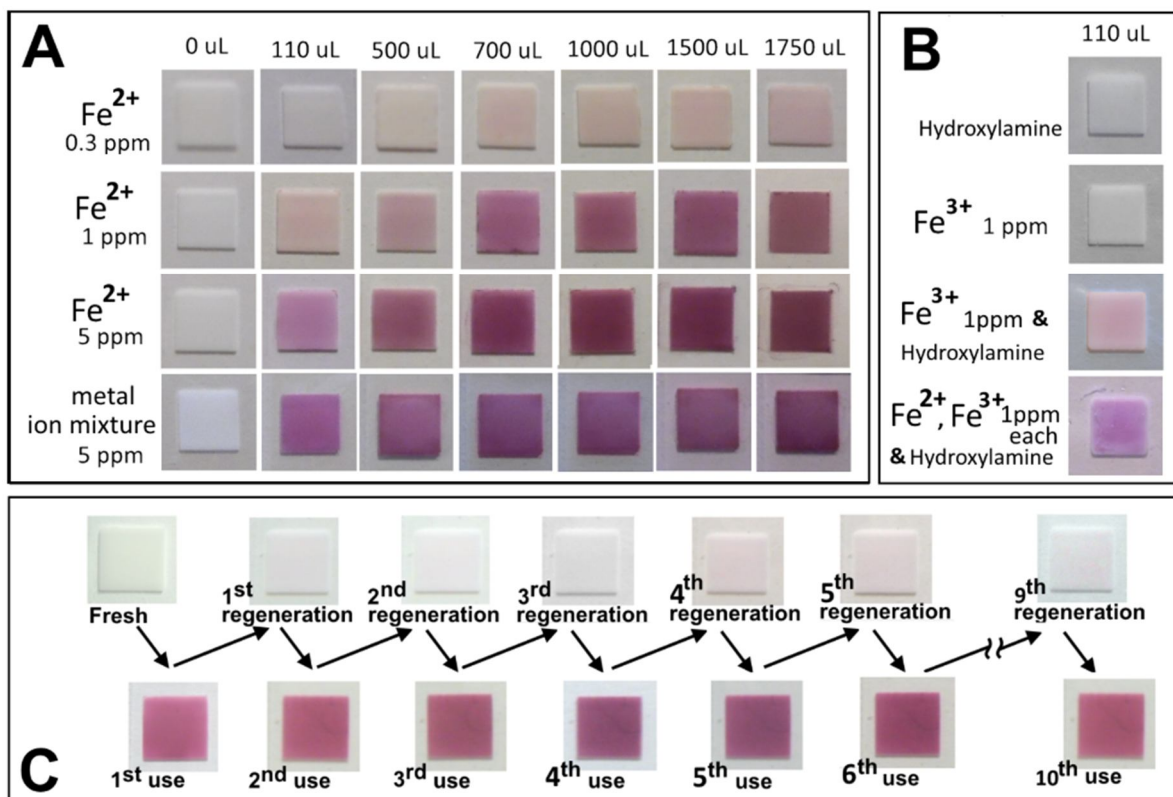 A
0 uL 110 uL 500 uL 700 uL 1000 uL 1500 uL 1750 uL
Fe2+
0.3 ppm
Fe2+
1 ppm
Fe2+
5 ppm
metal
ion mixture
5 ppm
B
110 uL
Hydroxylamine
Fe3+ 1 ppm
Fe3+ 1ppm &
Hydroxylamine
Fe2+, Fe3+ 1ppm
each
& Hydroxylamine
Fresh
1st regeneration
2nd regeneration
3rd regeneration
4th regeneration
5th regeneration
9th regeneration
C
1st use
2nd use
3rd use
4th use
5th use
6th use
10th use